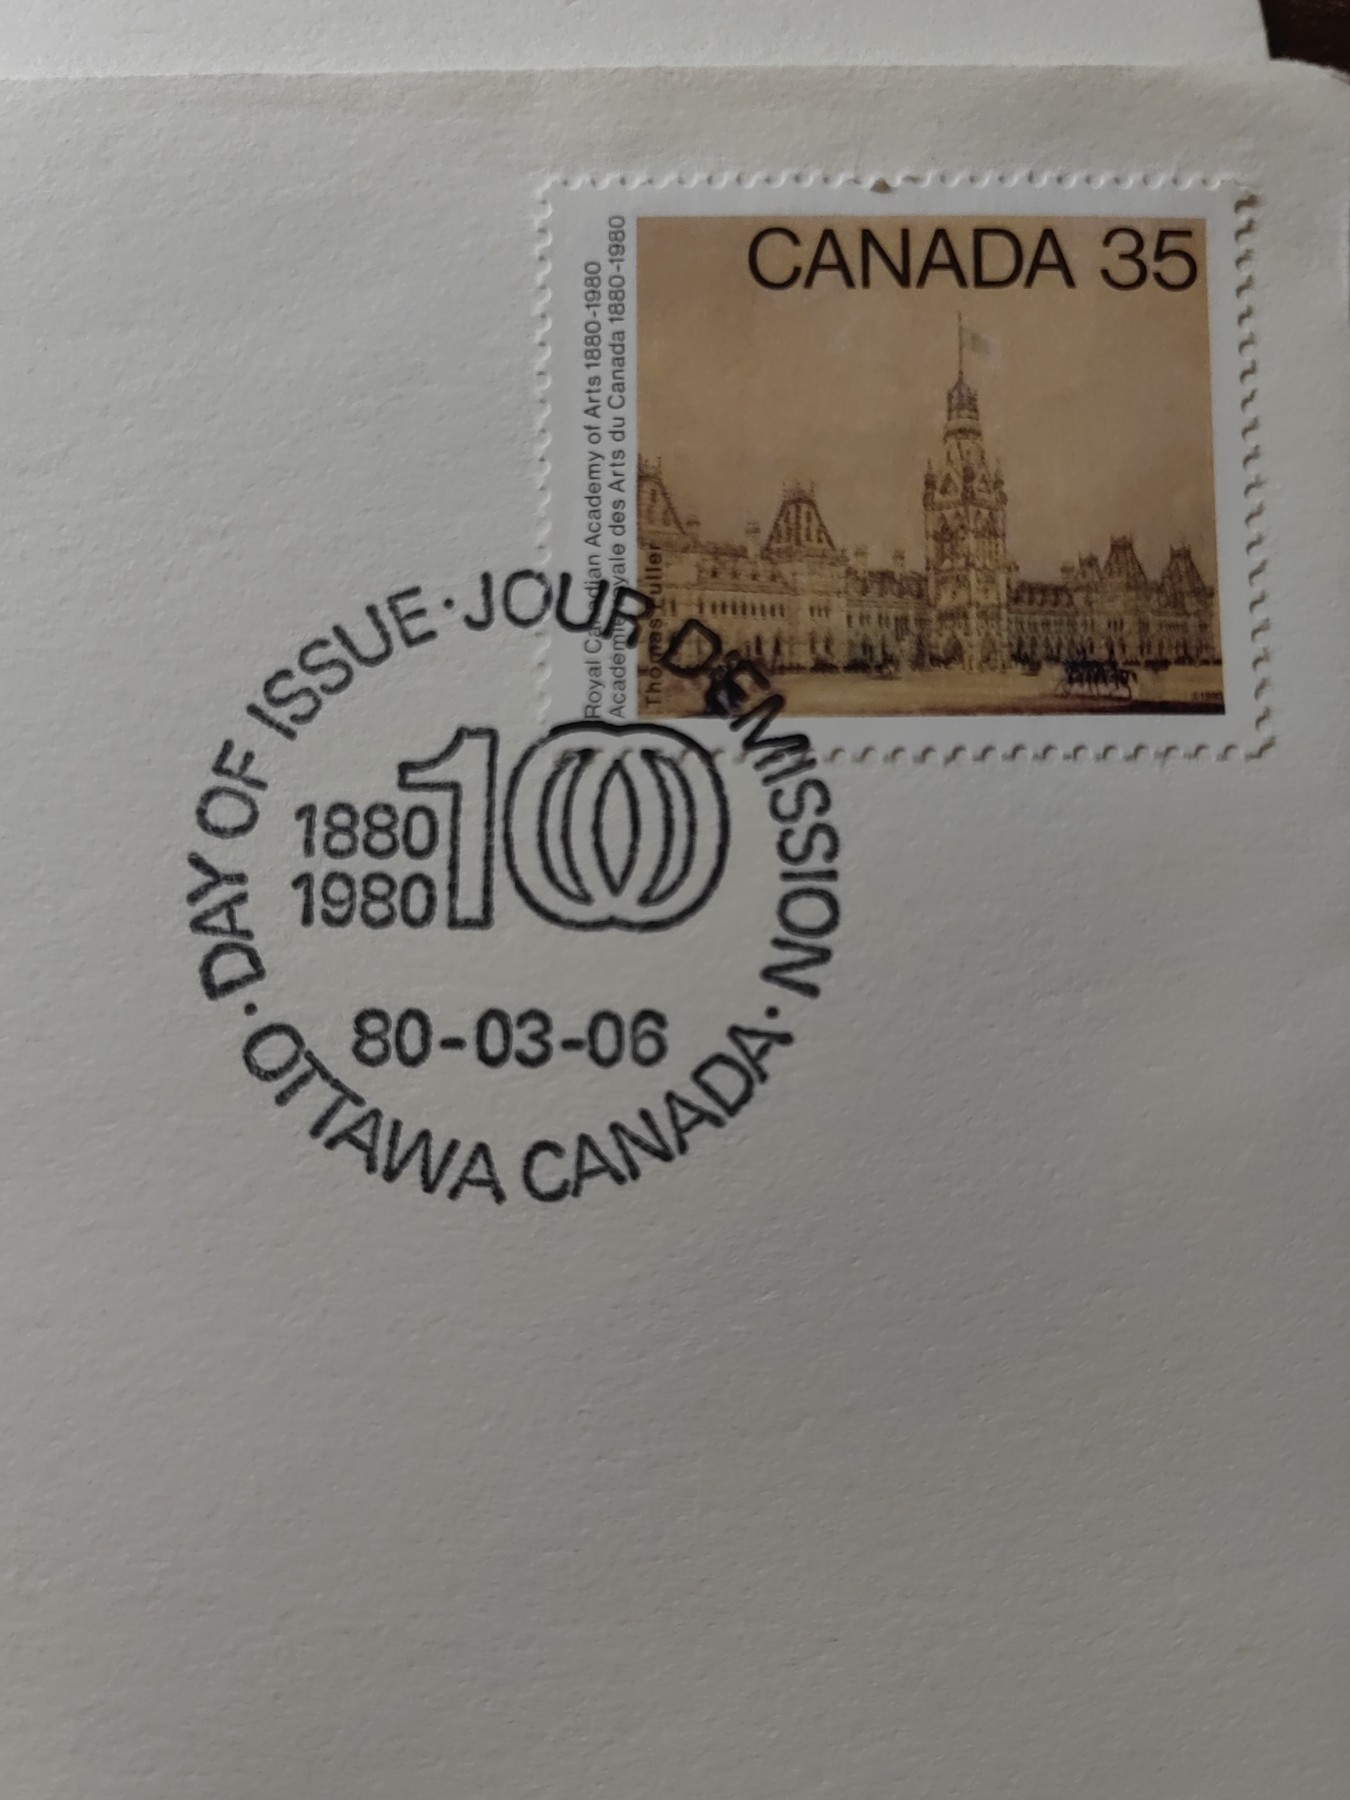 CANADA 35
Royal Canadian Academy of Arts 1880-1980
Académie royale des Arts du Canada 1880-1980
Thomas Fuller
DAY OF ISSUE · JOUR D'ÉMISSION ·
1880
1980
100
80-03-06
OTTAWA CANADA ·